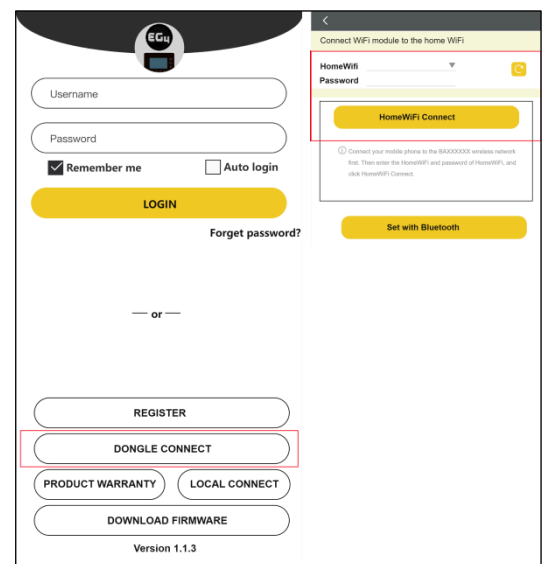 EG4
Username
Password
Remember me
Auto login
LOGIN
Forget password?
or
REGISTER
DONGLE CONNECT
PRODUCT WARRANTY
LOCAL CONNECT
DOWNLOAD FIRMWARE
Version 1.1.3
Connect WiFi module to the home WiFi
HomeWifi
Password
HomeWiFi Connect
Connect your mobile phone to the BAXXXXXX wireless network
first. Then enter the HomeWiFi and password of HomeWiFi, and
click HomeWiFi Connect.
Set with Bluetooth